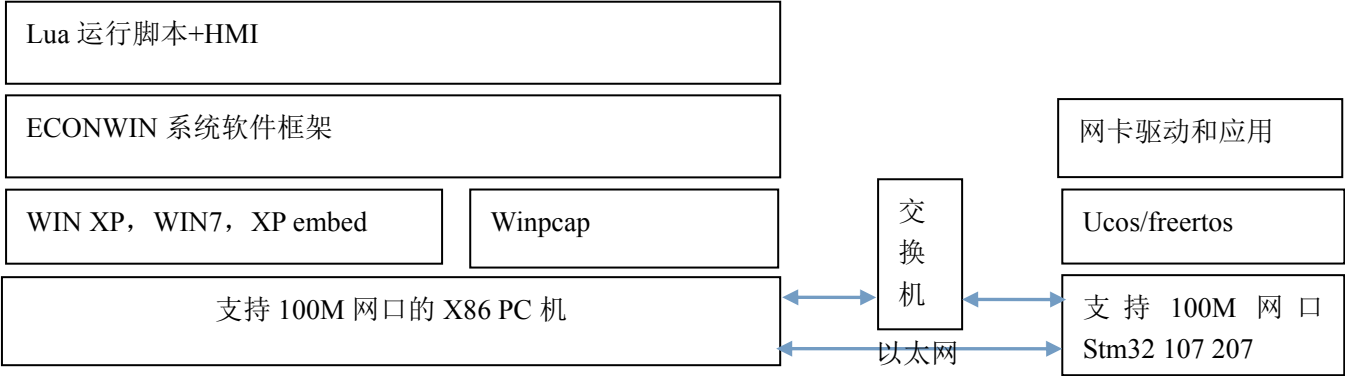 Lua 运行脚本+HMI
ECONWIN 系统软件框架
网卡驱动和应用
WIN XP，WIN7，XP embed
Winpcap
交
换
机
Ucos/freertos
支持 100M 网口的 X86 PC 机
支持 100M 网口
Stm32 107 207
以太网